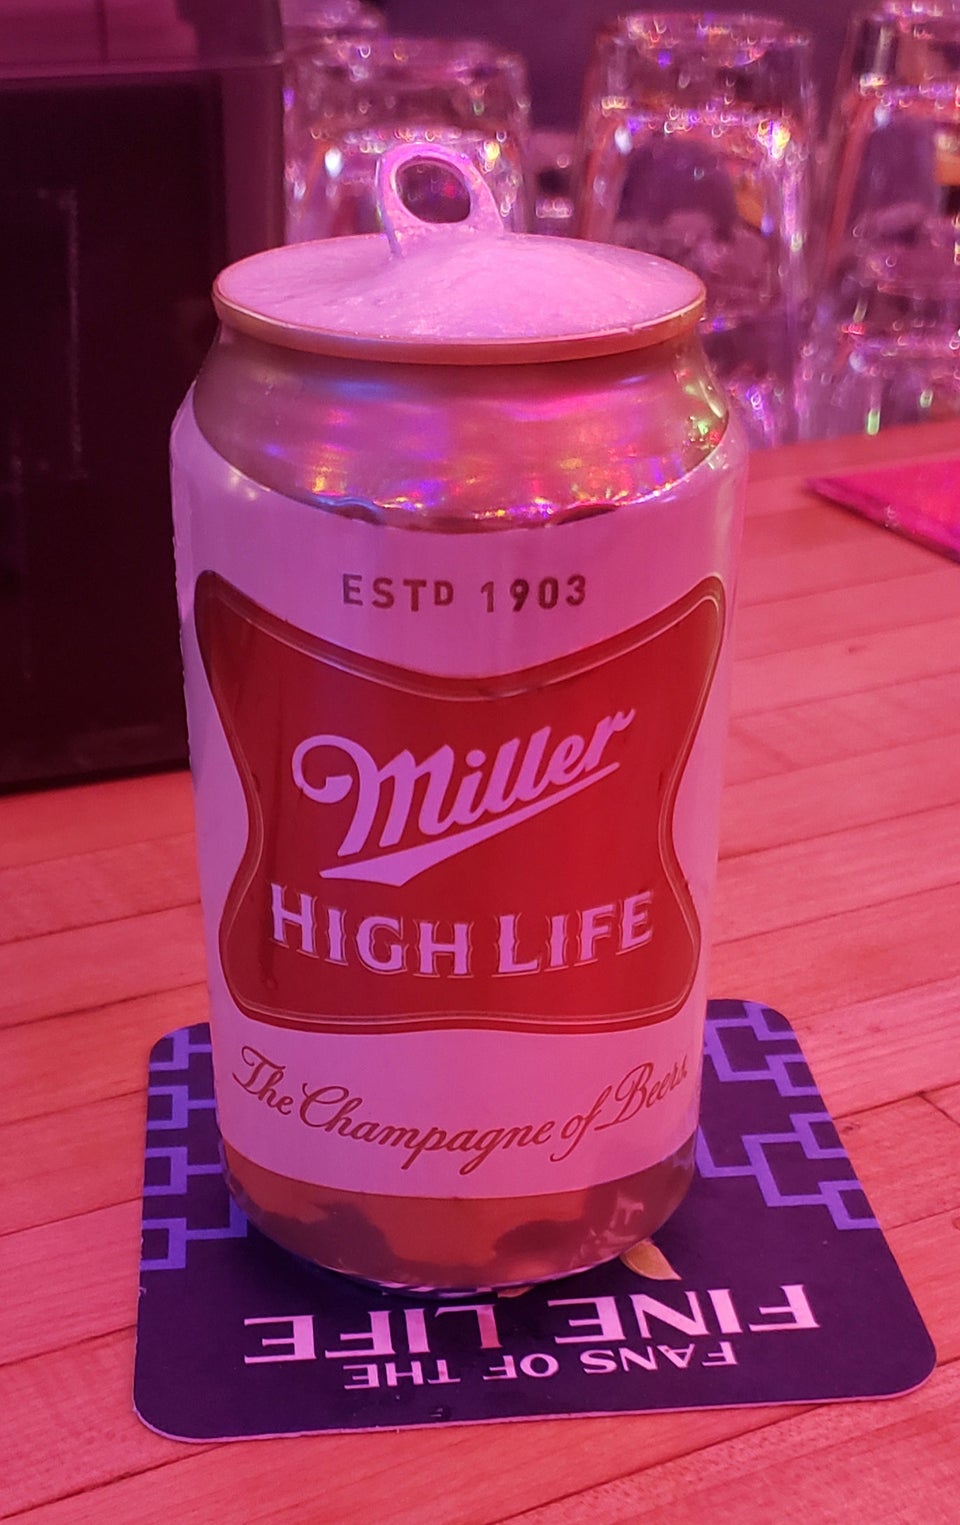 ESTD 1903
Miller
HIGH LIFE
The Champagne of Beers
FANS OF THE
FINE LIFE